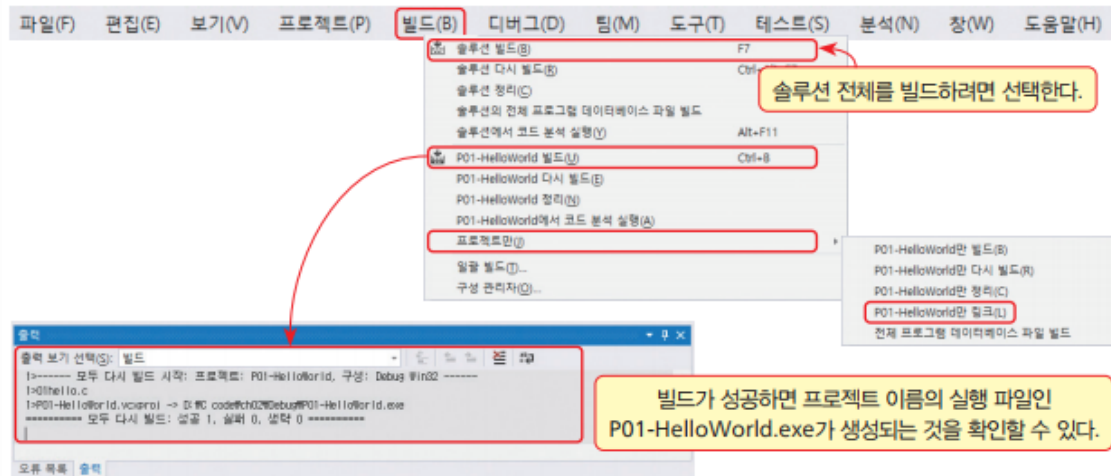 파일(F) 편집(E) 보기(V) 프로젝트(P) 빌드(B) 디버그(D) 팀(M) 도구(T) 테스트(S) 분석(N) 창(W) 도움말(H)
솔루션 빌드(B) F7
솔루션 다시 빌드(R)
솔루션 정리(C)
솔루션의 전체 프로그램 데이터베이스 파일 빌드
솔루션에서 코드 분석 실행(Y) Alt+F11
솔루션 전체를 빌드하려면 선택한다.
P01-HelloWorld 빌드(U) Ctrl+B
P01-HelloWorld 다시 빌드(E)
P01-HelloWorld 정리(N)
P01-HelloWorld에서 코드 분석 실행(A)
프로젝트만(J)
일괄 빌드(T)...
구성 관리자(O)...
P01-HelloWorld만 빌드(B)
P01-HelloWorld만 다시 빌드(R)
P01-HelloWorld만 정리(C)
P01-HelloWorld만 링크(L)
전체 프로그램 데이터베이스 파일 빌드
출력
출력 보기 선택(S): 빌드
1>------ 모두 다시 빌드 시작: 프로젝트: P01-HelloWorld, 구성: Debug Win32 ------
1>01hello.c
1>P01-HelloWorld.vcxproj -> D:₩C code₩ch02₩Debug₩P01-HelloWorld.exe
========== 모두 다시 빌드: 성공 1, 실패 0, 생략 0 ==========
오류 목록 출력
빌드가 성공하면 프로젝트 이름의 실행 파일인
P01-HelloWorld.exe가 생성되는 것을 확인할 수 있다.